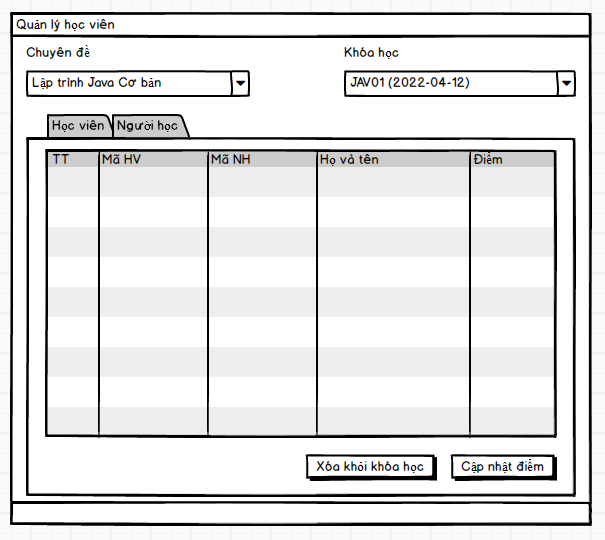 Quản lý học viên
Chuyên đề Khóa học
Lập trình Java Cơ bản JAV01 (2022-04-12)
Học viên Người học
TT Mã HV Mã NH Họ và tên Điểm
Xóa khỏi khóa học Cập nhật điểm